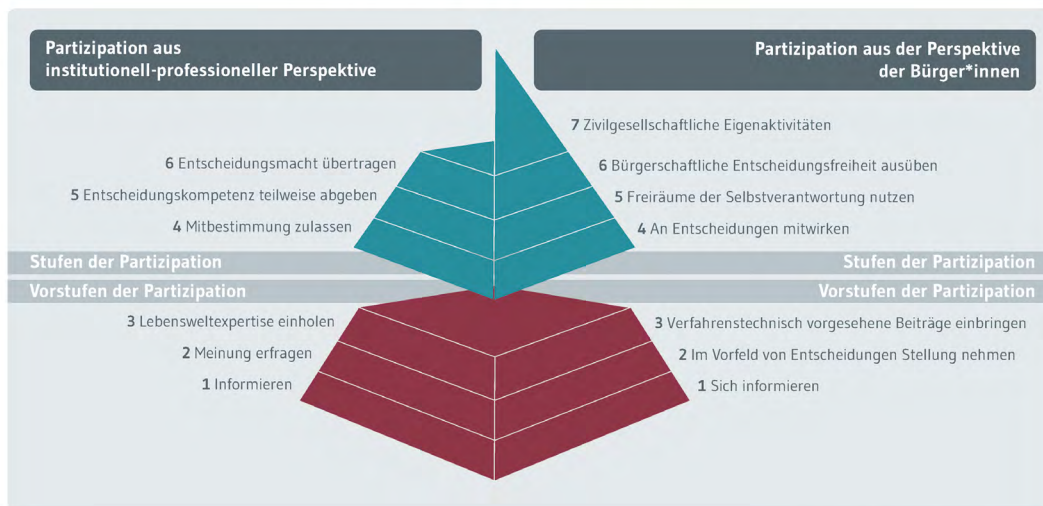 Partizipation aus
institutionell-professioneller Perspektive
Partizipation aus der Perspektive
der Bürger*innen
7 Zivilgesellschaftliche Eigenaktivitäten
6 Entscheidungsmacht übertragen
6 Bürgerschaftliche Entscheidungsfreiheit ausüben
5 Entscheidungskompetenz teilweise abgeben
5 Freiräume der Selbstverantwortung nutzen
4 Mitbestimmung zulassen
4 An Entscheidungen mitwirken
Stufen der Partizipation
Stufen der Partizipation
Vorstufen der Partizipation
Vorstufen der Partizipation
3 Lebensweltexpertise einholen
3 Verfahrenstechnisch vorgesehene Beiträge einbringen
2 Meinung erfragen
2 Im Vorfeld von Entscheidungen Stellung nehmen
1 Informieren
1 Sich informieren